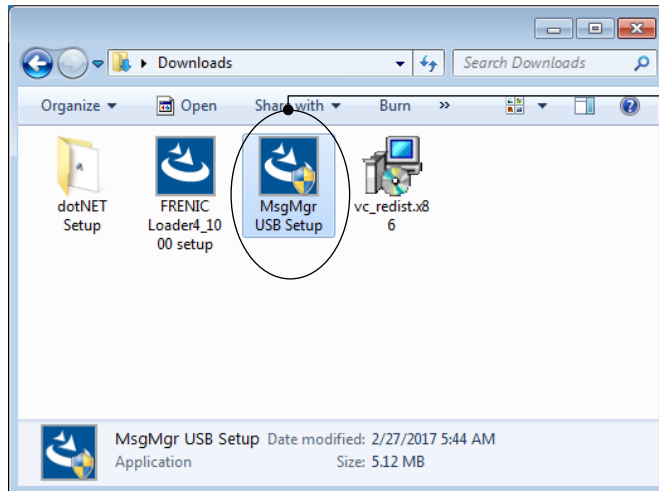 Downloads
Search Downloads
Organize Open Share with Burn »
dotNET
Setup
FRENIC
Loader4_10
00 setup
MsgMgr
USB Setup
vc_redist.x8
6
MsgMgr USB Setup Date modified: 2/27/2017 5:44 AM
Application Size: 5.12 MB